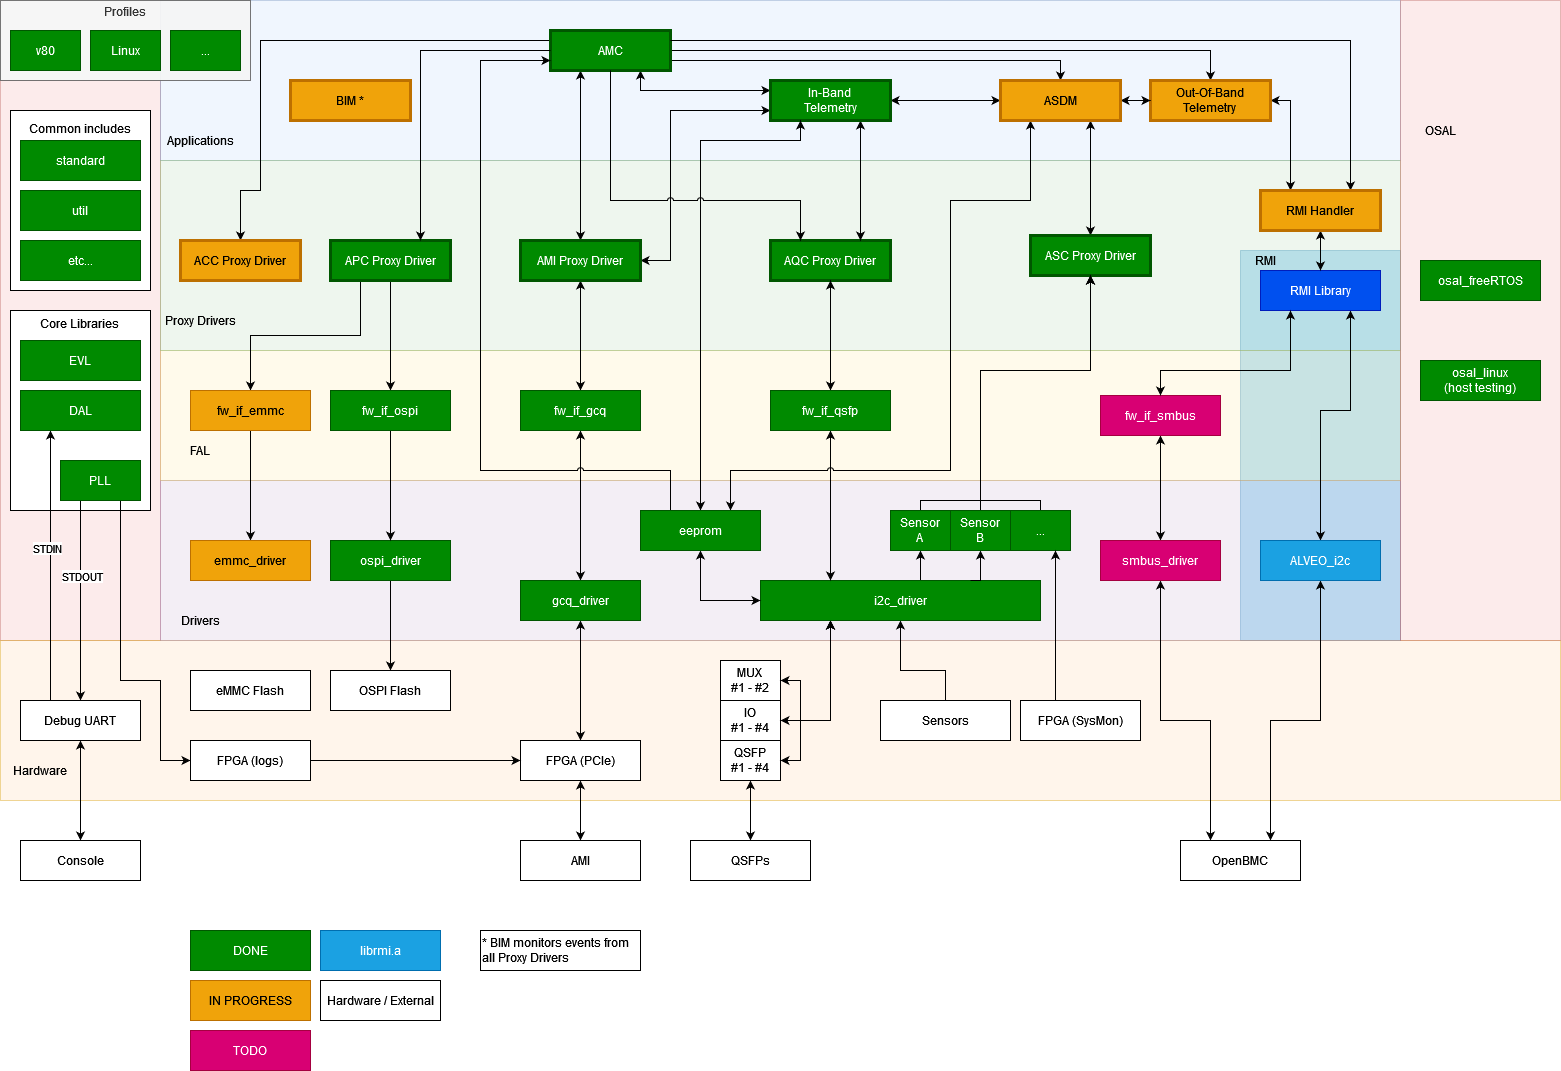 Profiles
v80
Linux
...
AMC
BIM *
In-Band
Telemetry
ASDM
Out-Of-Band
Telemetry
Applications
OSAL
Common includes
standard
util
etc...
RMI Handler
ACC Proxy Driver
APC Proxy Driver
AMI Proxy Driver
AQC Proxy Driver
ASC Proxy Driver
RMI
RMI Library
osal_freeRTOS
Proxy Drivers
Core Libraries
EVL
DAL
PLL
osal_linux
(host testing)
fw_if_emmc
fw_if_ospi
fw_if_gcq
fw_if_qsfp
fw_if_smbus
FAL
eeprom
Sensor
A
Sensor
B
...
STDIN
STDOUT
emmc_driver
ospi_driver
smbus_driver
ALVEO_i2c
gcq_driver
i2c_driver
Drivers
eMMC Flash
OSPI Flash
MUX
#1 - #2
IO
#1 - #4
QSFP
#1 - #4
Debug UART
Sensors
FPGA (SysMon)
FPGA (logs)
FPGA (PCIe)
Hardware
Console
AMI
QSFPs
OpenBMC
DONE
librmi.a
* BIM monitors events from
all Proxy Drivers
IN PROGRESS
Hardware / External
TODO